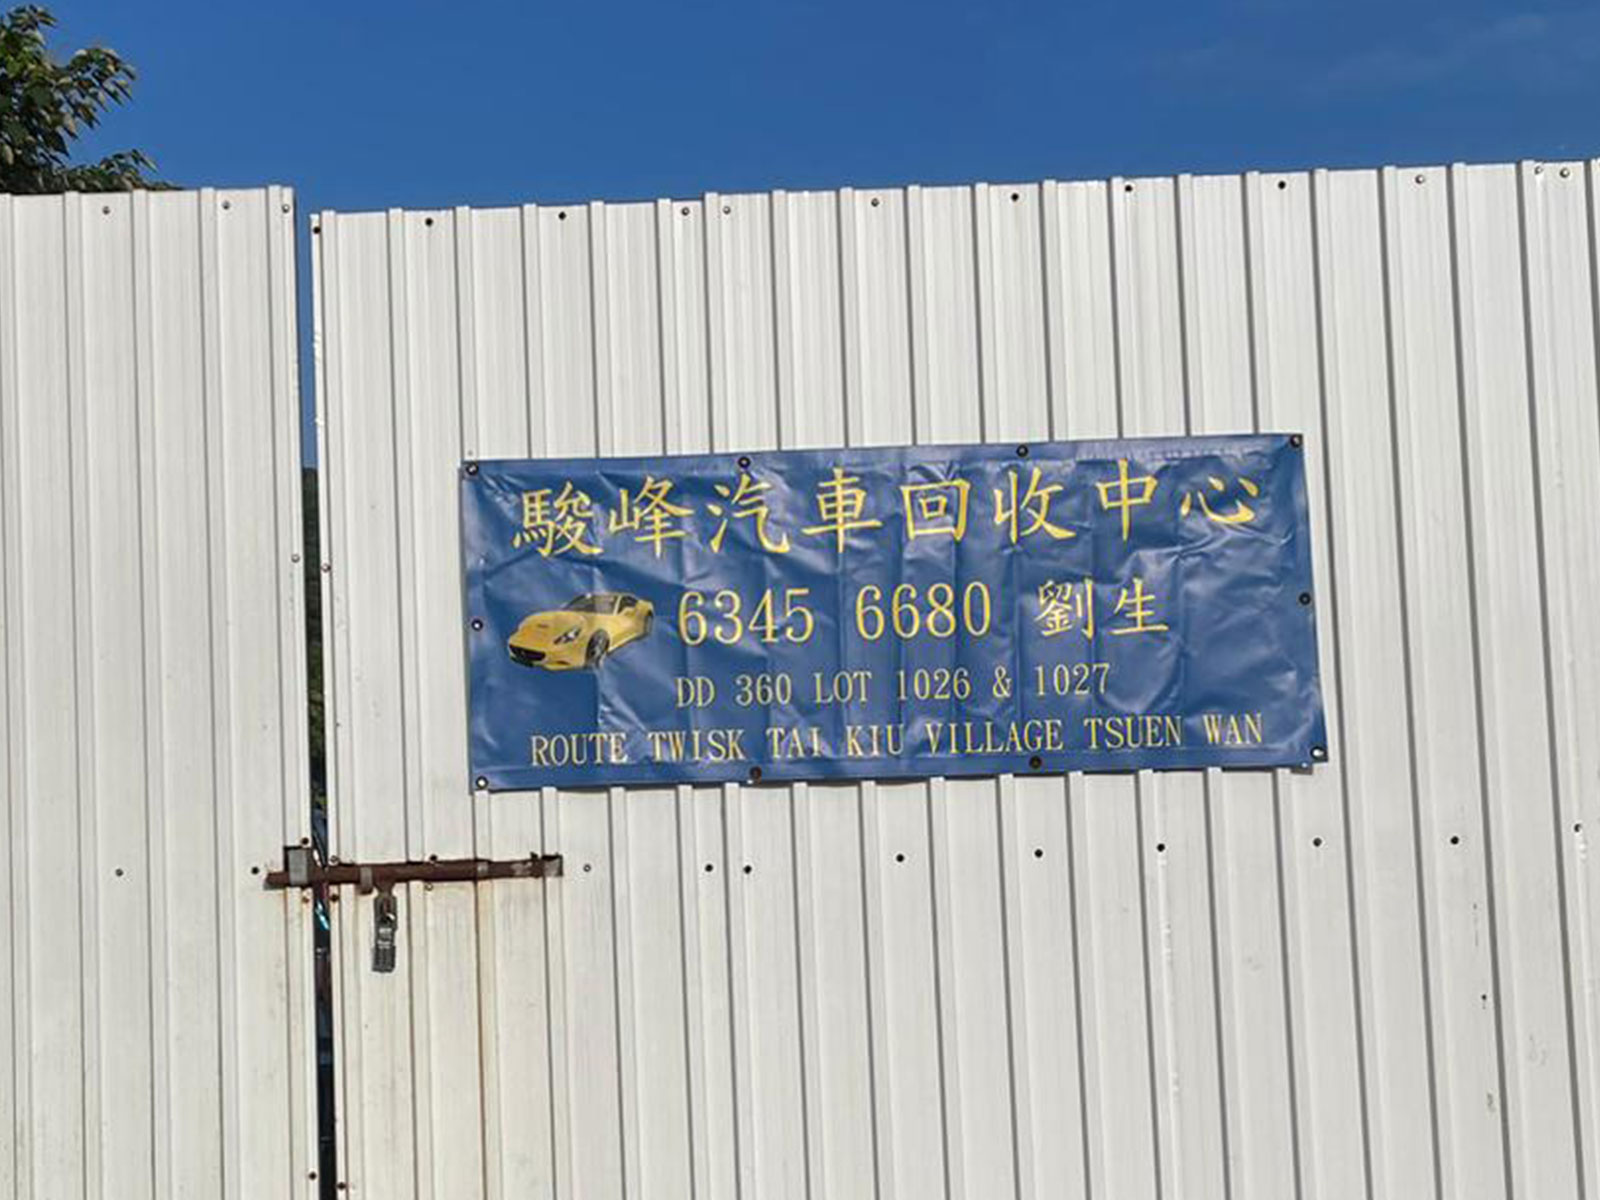 駿峰汽車回收中心
6345 6680 劉生
DD 360 LOT 1026 & 1027
ROUTE TWISK TAI KIU VILLAGE TSUEN WAN